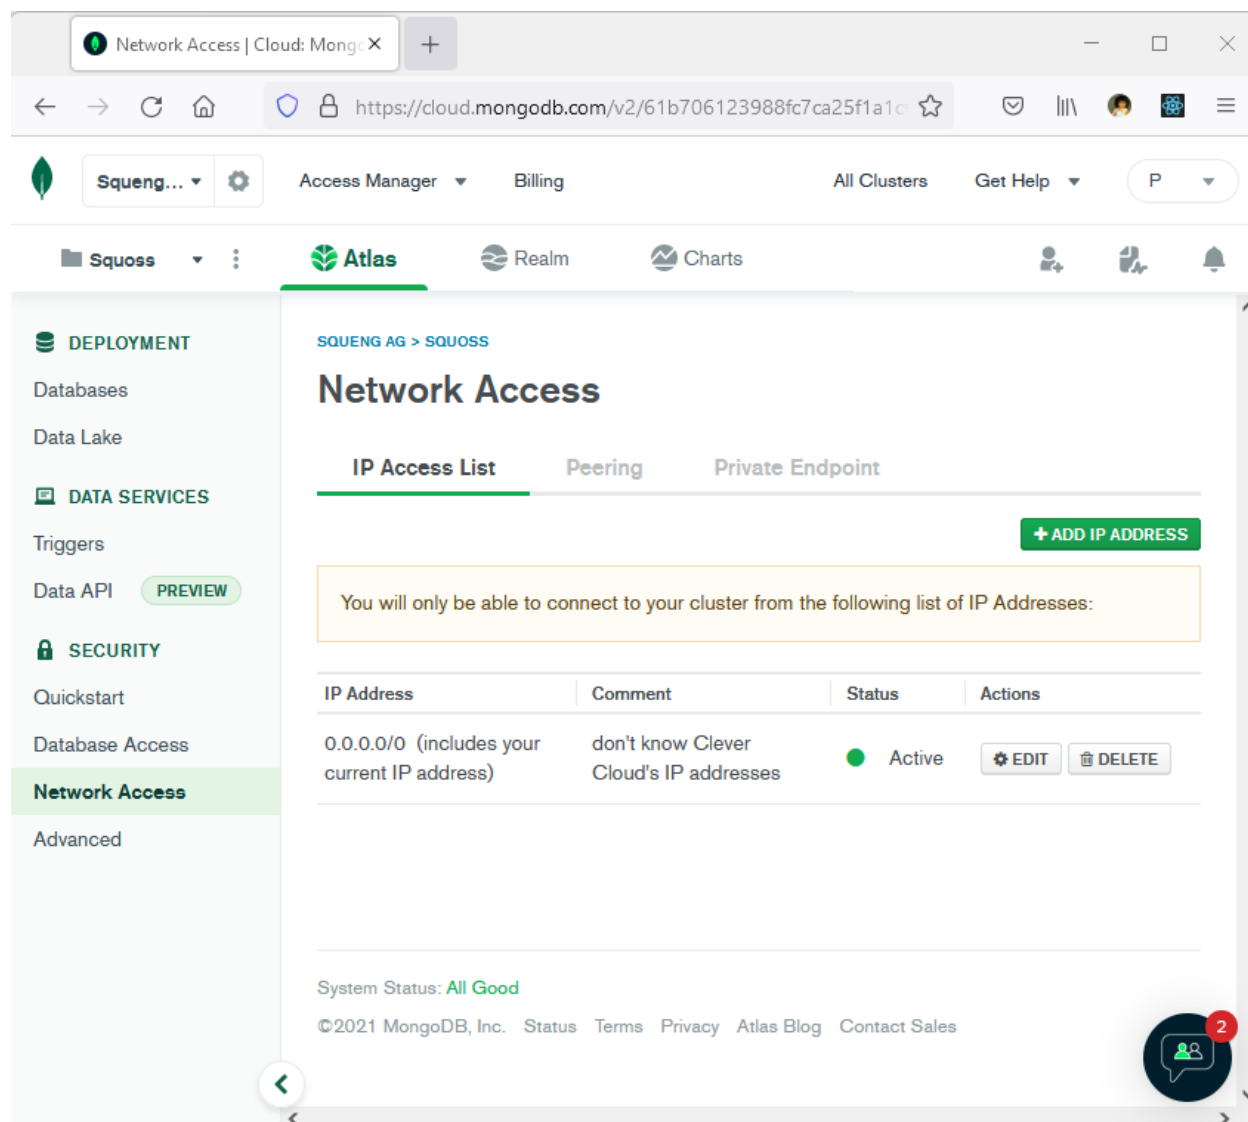 Network Access | Cloud: Mongo
https://cloud.mongodb.com/v2/61b706123988fc7ca25f1a1c
Squeng...
Access Manager
Billing
All Clusters
Get Help
P
Squoss
Atlas
Realm
Charts
DEPLOYMENT
Databases
Data Lake
DATA SERVICES
Triggers
Data API PREVIEW
SECURITY
Quickstart
Database Access
Network Access
Advanced
SQUENG AG > SQUOSS
Network Access
IP Access List Peering Private Endpoint
+ ADD IP ADDRESS
You will only be able to connect to your cluster from the following list of IP Addresses:
IP Address Comment Status Actions
0.0.0.0/0 (includes your
current IP address)
don't know Clever
Cloud's IP addresses
Active
EDIT DELETE
System Status: All Good
©2021 MongoDB, Inc. Status Terms Privacy Atlas Blog Contact Sales
2